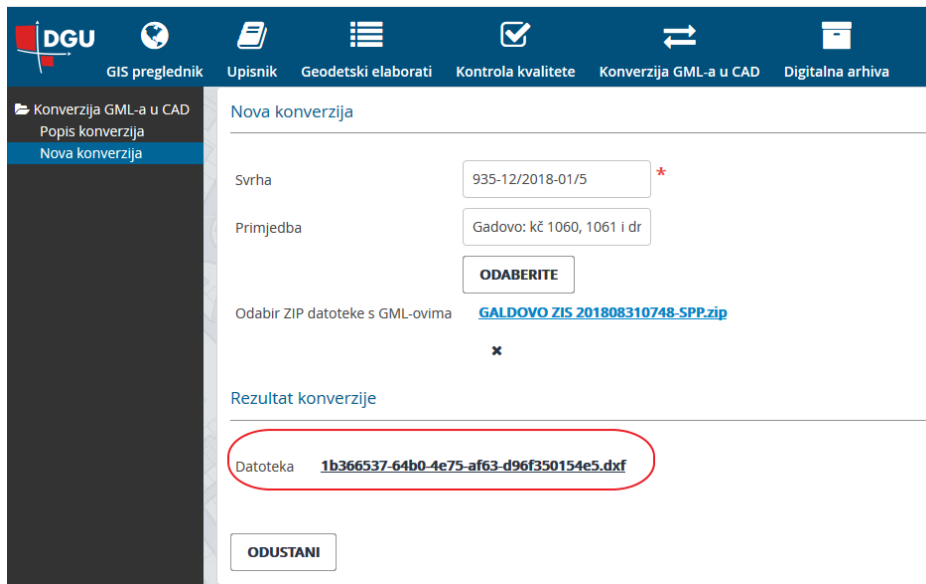 DGU
GIS preglednik
Upisnik
Geodetski elaborati
Kontrola kvalitete
Konverzija GML-a u CAD
Digitalna arhiva
Konverzija GML-a u CAD
Popis konverzija
Nova konverzija
Nova konverzija
Svrha 935-12/2018-01/5 *
Primjedba Gadovo: kč 1060, 1061 i dr
ODABERITE
Odabir ZIP datoteke s GML-ovima GALDOVO ZIS 201808310748-SPP.zip
Rezultat konverzije
Datoteka 1b366537-64b0-4e75-af63-d96f350154e5.dxf
ODUSTANI